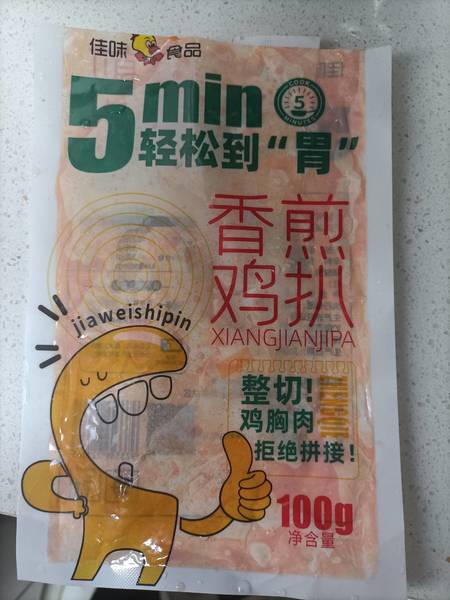 佳味食品
5min
COOK
5
MINUTES
轻松到“胃”
香煎
鸡扒
XIANGJIANJIPA
jiaweishipin
整切!
鸡胸肉
拒绝拼接!
100g
净含量